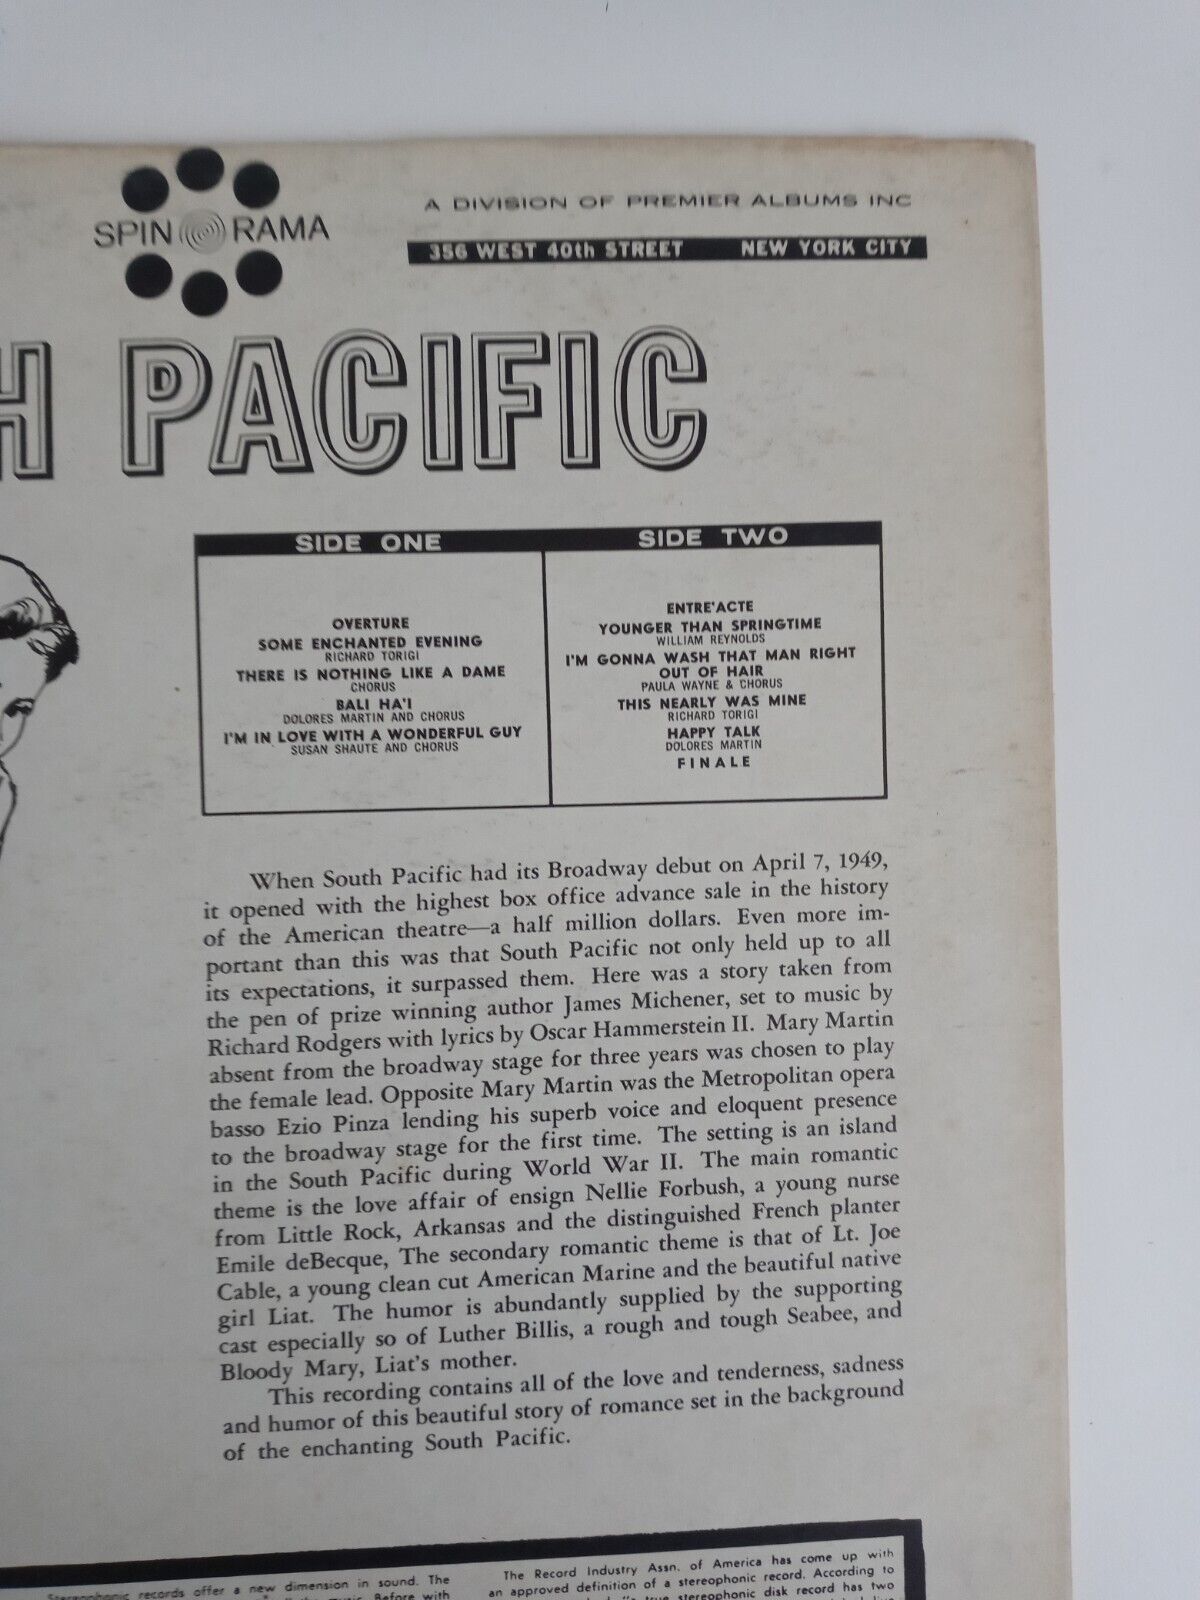 SPIN O RAMA
A DIVISION OF PREMIER ALBUMS INC
356 WEST 40th STREET NEW YORK CITY
H PACIFIC
SIDE ONE
OVERTURE
SOME ENCHANTED EVENING
RICHARD TORIGI
THERE IS NOTHING LIKE A DAME
CHORUS
BALI HA'I
DOLORES MARTIN AND CHORUS
I'M IN LOVE WITH A WONDERFUL GUY
SUSAN SHAUTE AND CHORUS
SIDE TWO
ENTRE'ACTE
YOUNGER THAN SPRINGTIME
WILLIAM REYNOLDS
I'M GONNA WASH THAT MAN RIGHT
OUT OF HAIR
PAULA WAYNE & CHORUS
THIS NEARLY WAS MINE
RICHARD TORIGI
HAPPY TALK
DOLORES MARTIN
FINALE
When South Pacific had its Broadway debut on April 7, 1949,
it opened with the highest box office advance sale in the history
of the American theatre—a half million dollars. Even more im-
portant than this was that South Pacific not only held up to all
its expectations, it surpassed them. Here was a story taken from
the pen of prize winning author James Michener, set to music by
Richard Rodgers with lyrics by Oscar Hammerstein II. Mary Martin
absent from the broadway stage for three years was chosen to play
the female lead. Opposite Mary Martin was the Metropolitan opera
basso Ezio Pinza lending his superb voice and eloquent presence
to the broadway stage for the first time. The setting is an island
in the South Pacific during World War II. The main romantic
theme is the love affair of ensign Nellie Forbush, a young nurse
from Little Rock, Arkansas and the distinguished French planter
Emile deBecque, The secondary romantic theme is that of Lt. Joe
Cable, a young clean cut American Marine and the beautiful native
girl Liat. The humor is abundantly supplied by the supporting
cast especially so of Luther Billis, a rough and tough Seabee, and
Bloody Mary, Liat's mother.
This recording contains all of the love and tenderness, sadness
and humor of this beautiful story of romance set in the background
of the enchanting South Pacific.
Stereophonic records offer a new dimension in sound. The
music. Before with
The Record Industry Assn. of America has come up with
an approved definition of a stereophonic record. According to
"a true stereophonic disk record has two